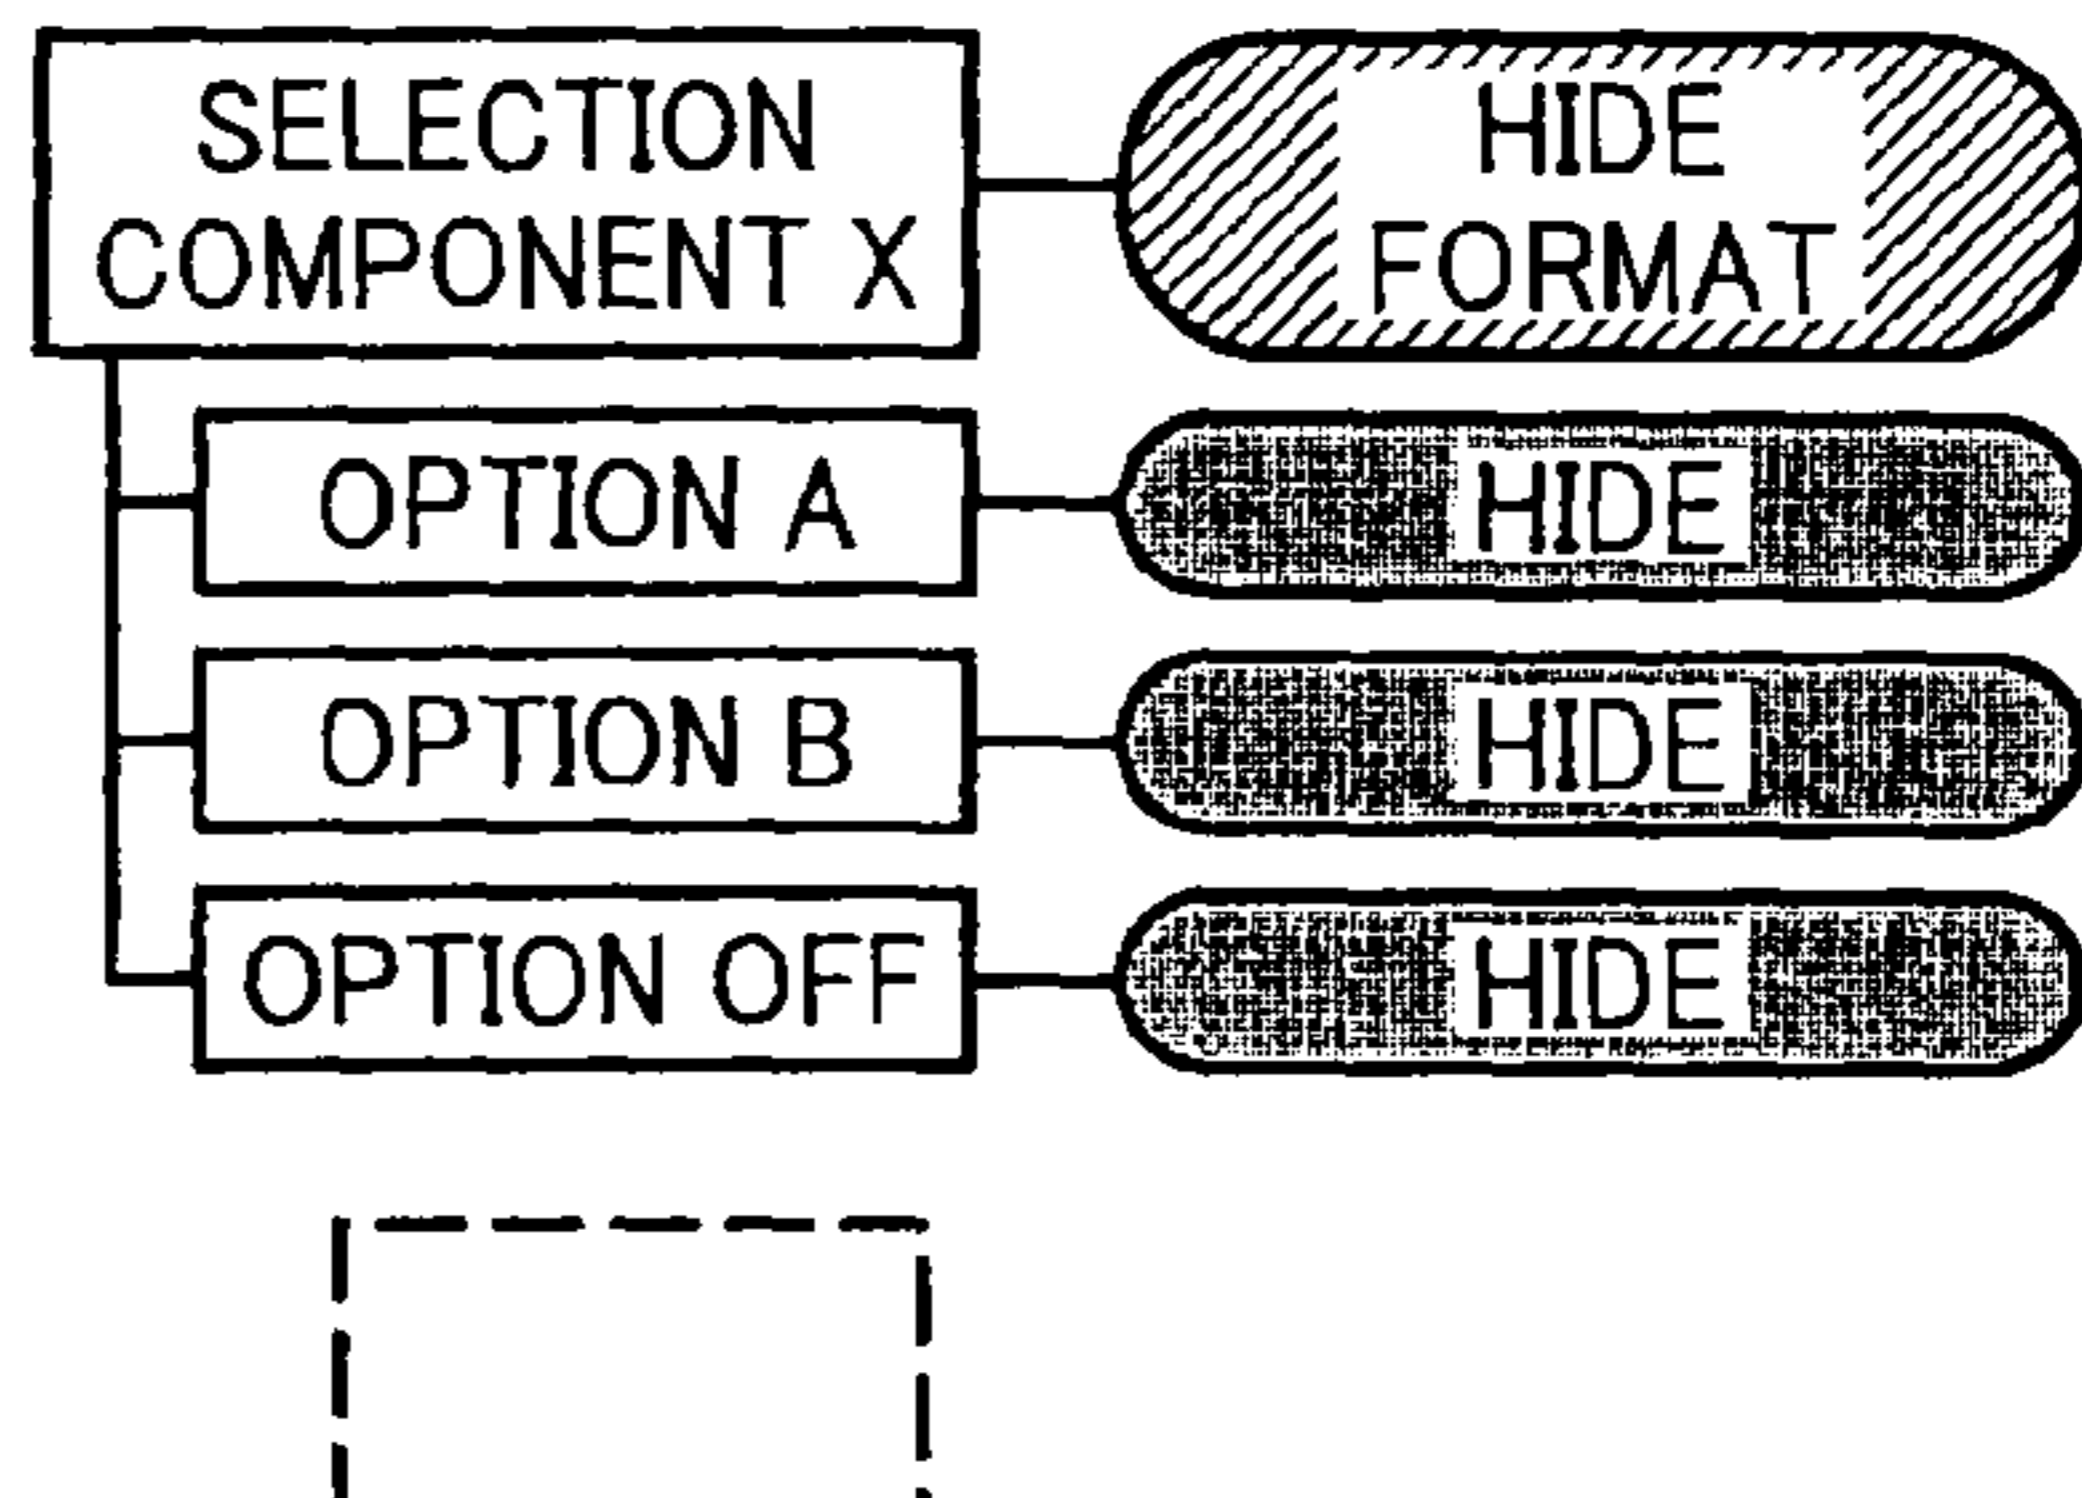 SELECTION
COMPONENT X
HIDE
FORMAT
OPTION A
HIDE
OPTION B
HIDE
OPTION OFF
HIDE